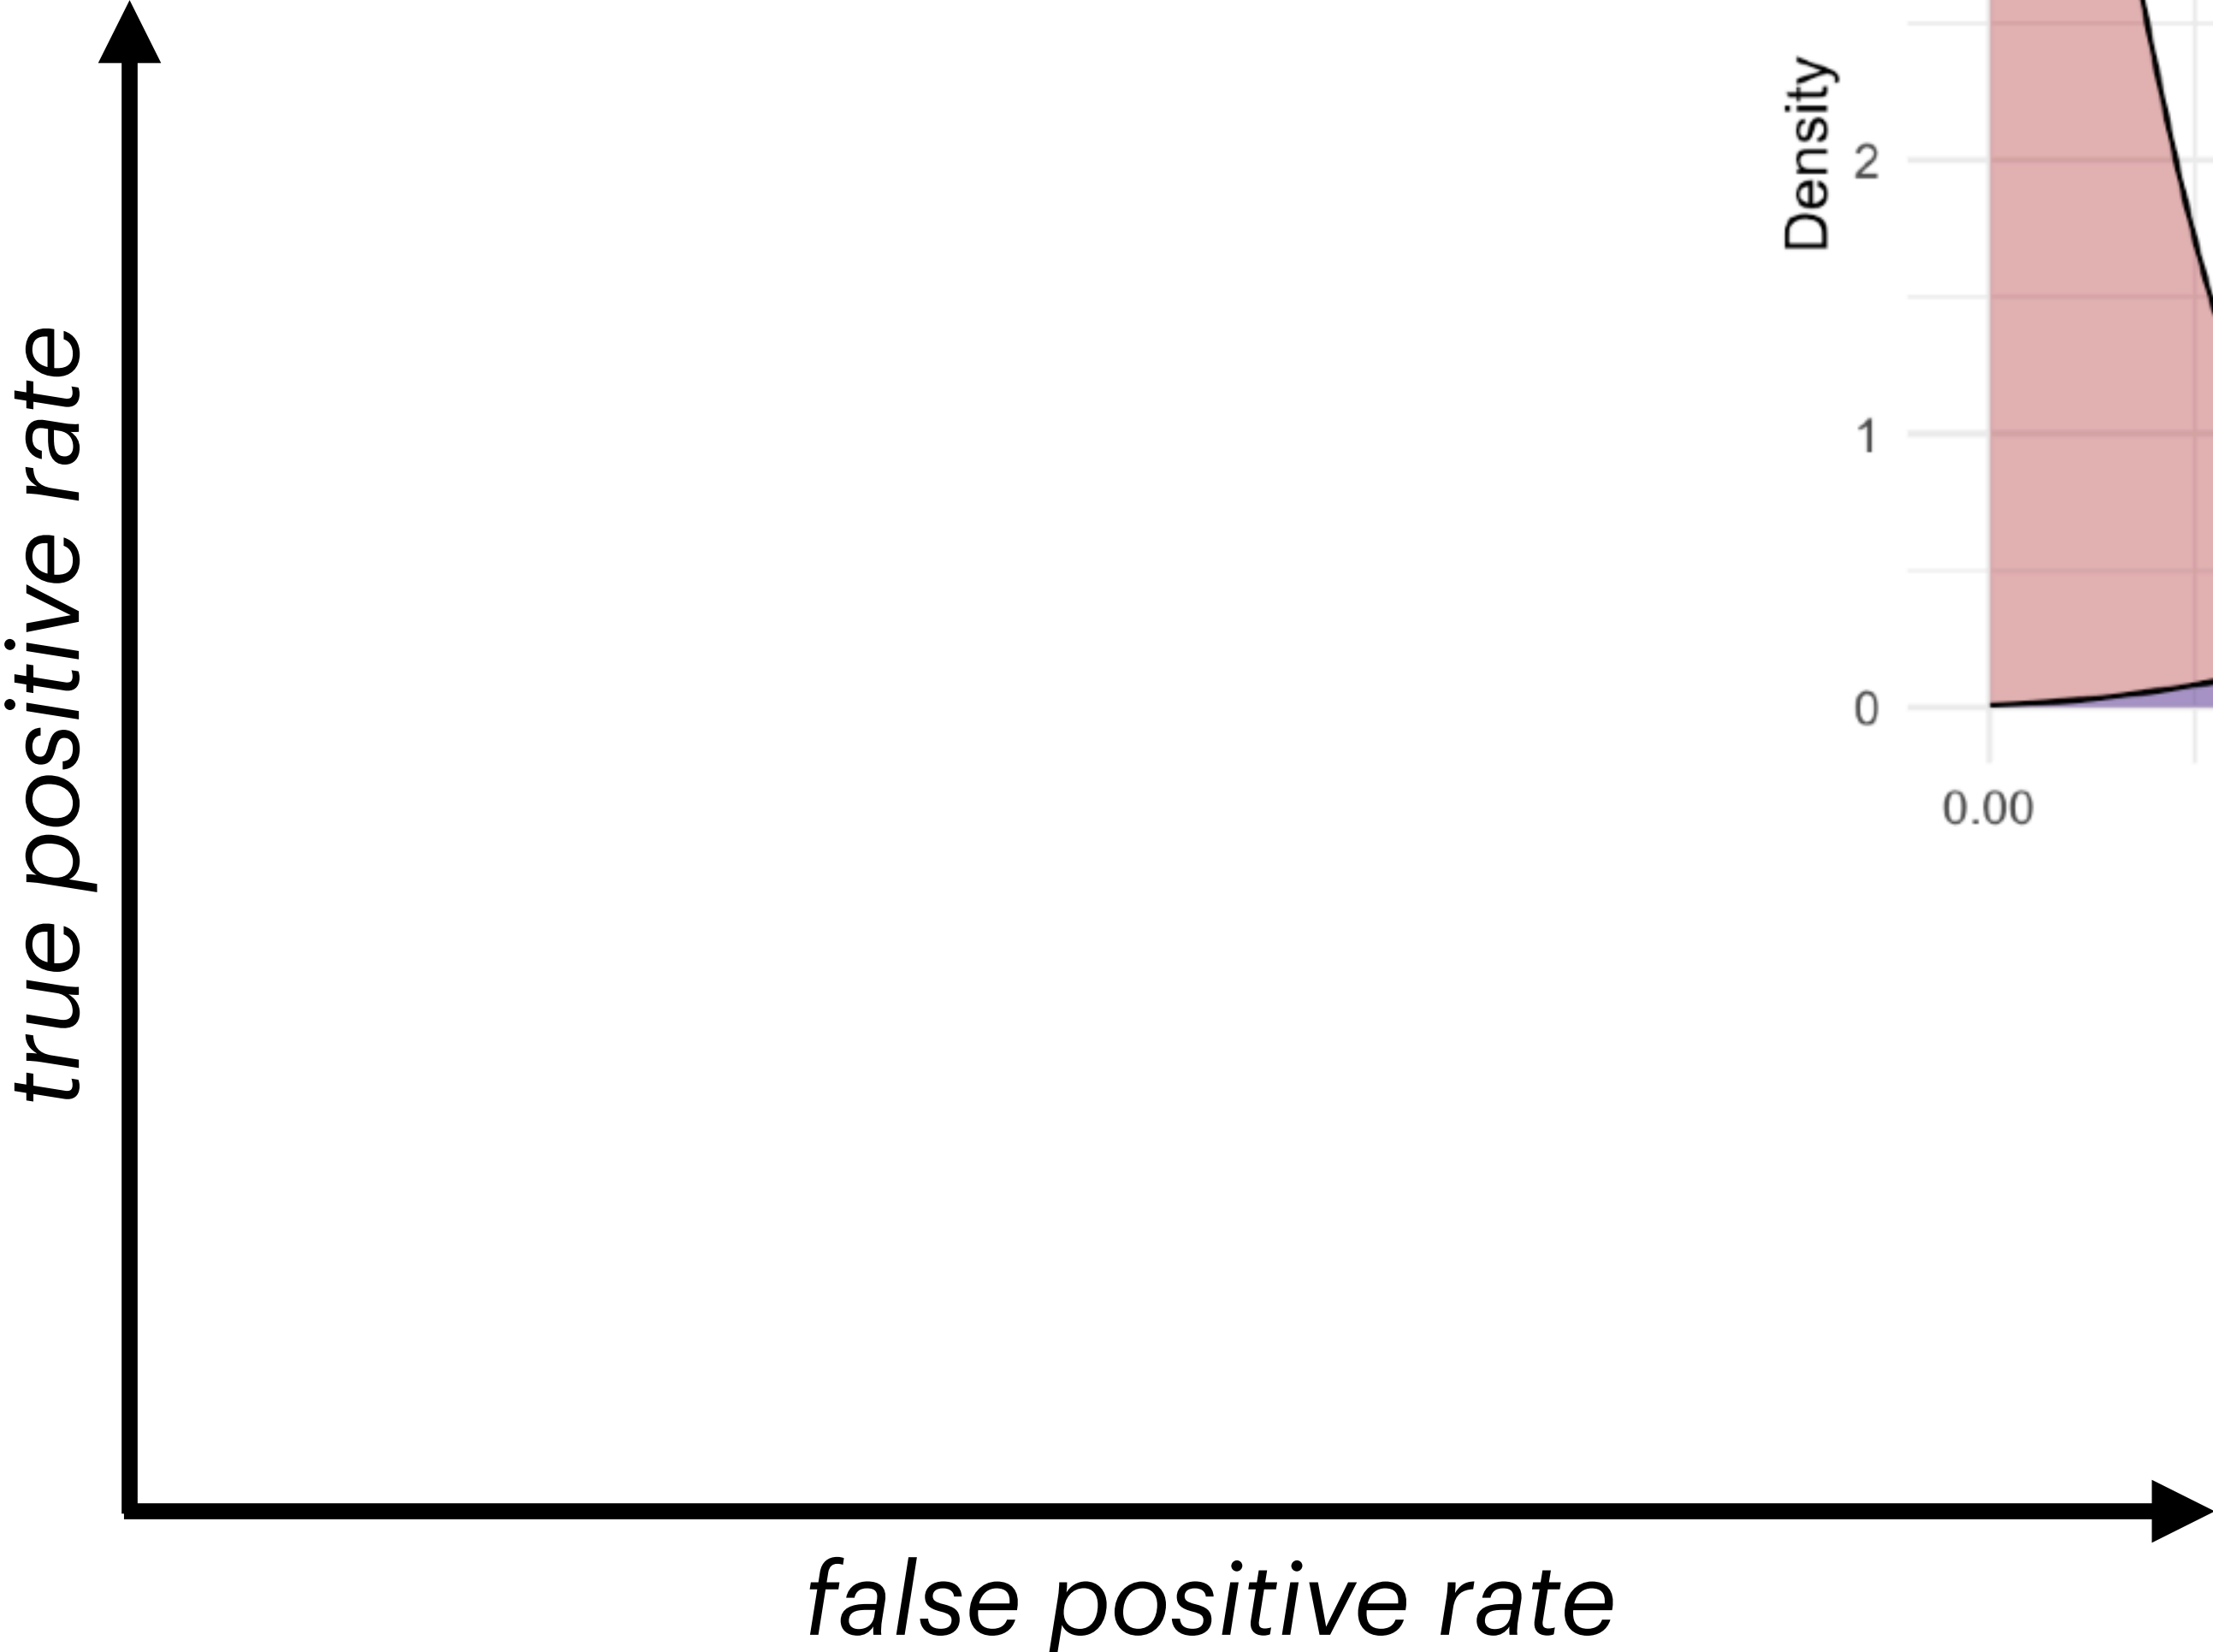 true positive rate
Density
2
1
0
0.00
false positive rate